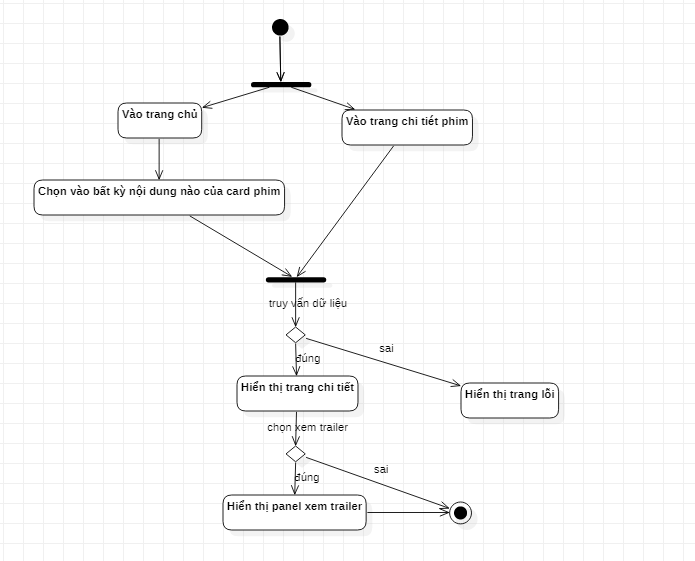 Vào trang chủ
Vào trang chi tiết phim
Chọn vào bất kỳ nội dung nào của card phim
truy vấn dữ liệu
sai
đúng
Hiển thị trang chi tiết
Hiển thị trang lỗi
chọn xem trailer
sai
đúng
Hiển thị panel xem trailer